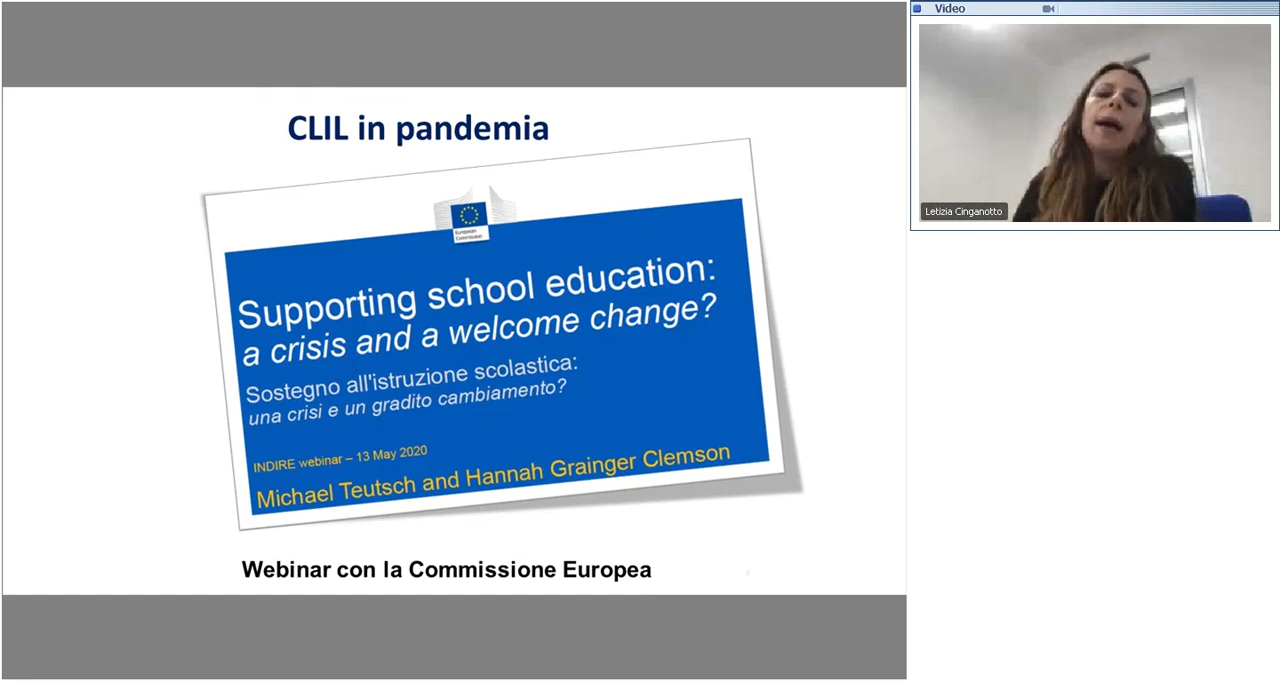 Video
CLIL in pandemia
European
Commission
Supporting school education:
a crisis and a welcome change?
Sostegno all'istruzione scolastica:
una crisi e un gradito cambiamento?
INDIRE webinar – 13 May 2020
Michael Teutsch and Hannah Grainger Clemson
Webinar con la Commissione Europea
Letizia Cinganotto